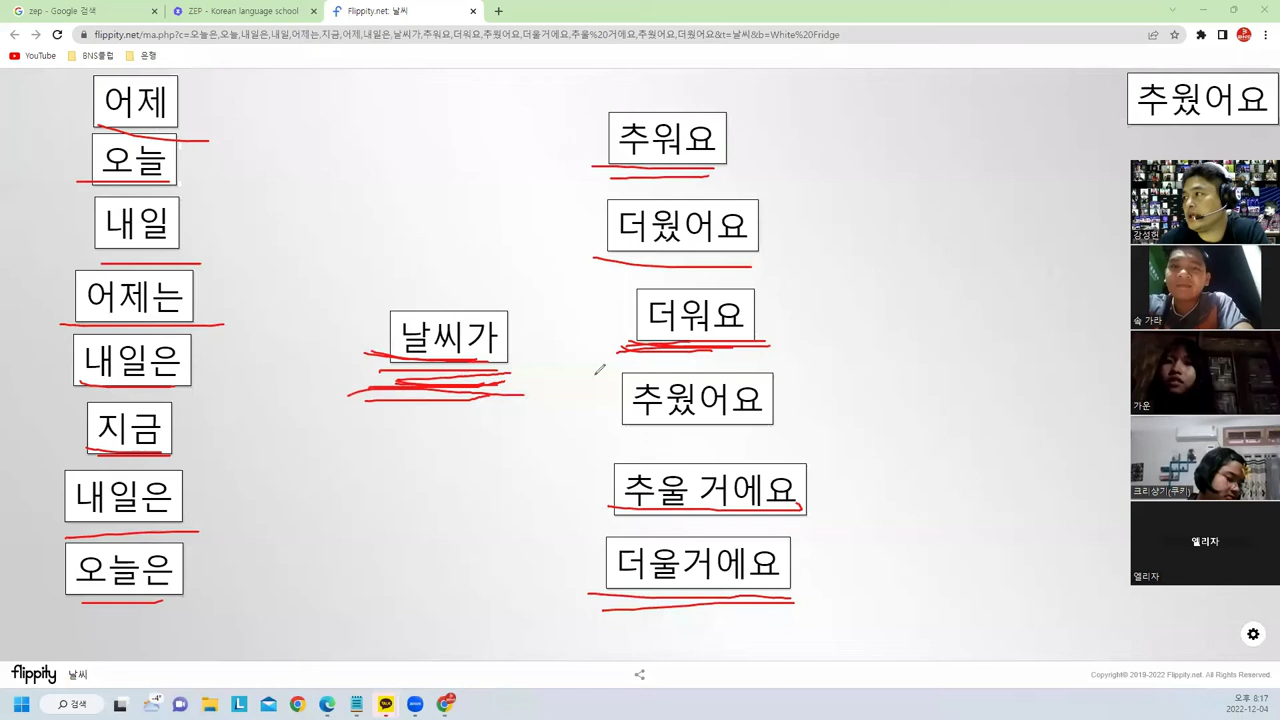 zep - Google 검색
ZEP - Korean language school
Flippity.net: 날씨
flippity.net/ma.php?c=오늘은,오늘,내일은,내일,어제는,지금,어제,내일은,날씨가,추워요,더워요,추웠어요,더울거에요,추울%20거에요,추웠어요,더웠어요&t=날씨&b=White%20Fridge
YouTube
BNS클럽
은행
어제
오늘
내일
어제는
내일은
지금
내일은
오늘은
날씨가
추워요
더웠어요
더워요
추웠어요
추울 거에요
더울거에요
추웠어요
강성헌
속 가라
가운
크리상기(쿠키)
엘리자
엘리자
flippity
날씨
Copyright© 2019-2022 Flippity.net. All Rights Reserved.
검색
-4°
L
TALK
zoom
오후 8:17
2022-12-04